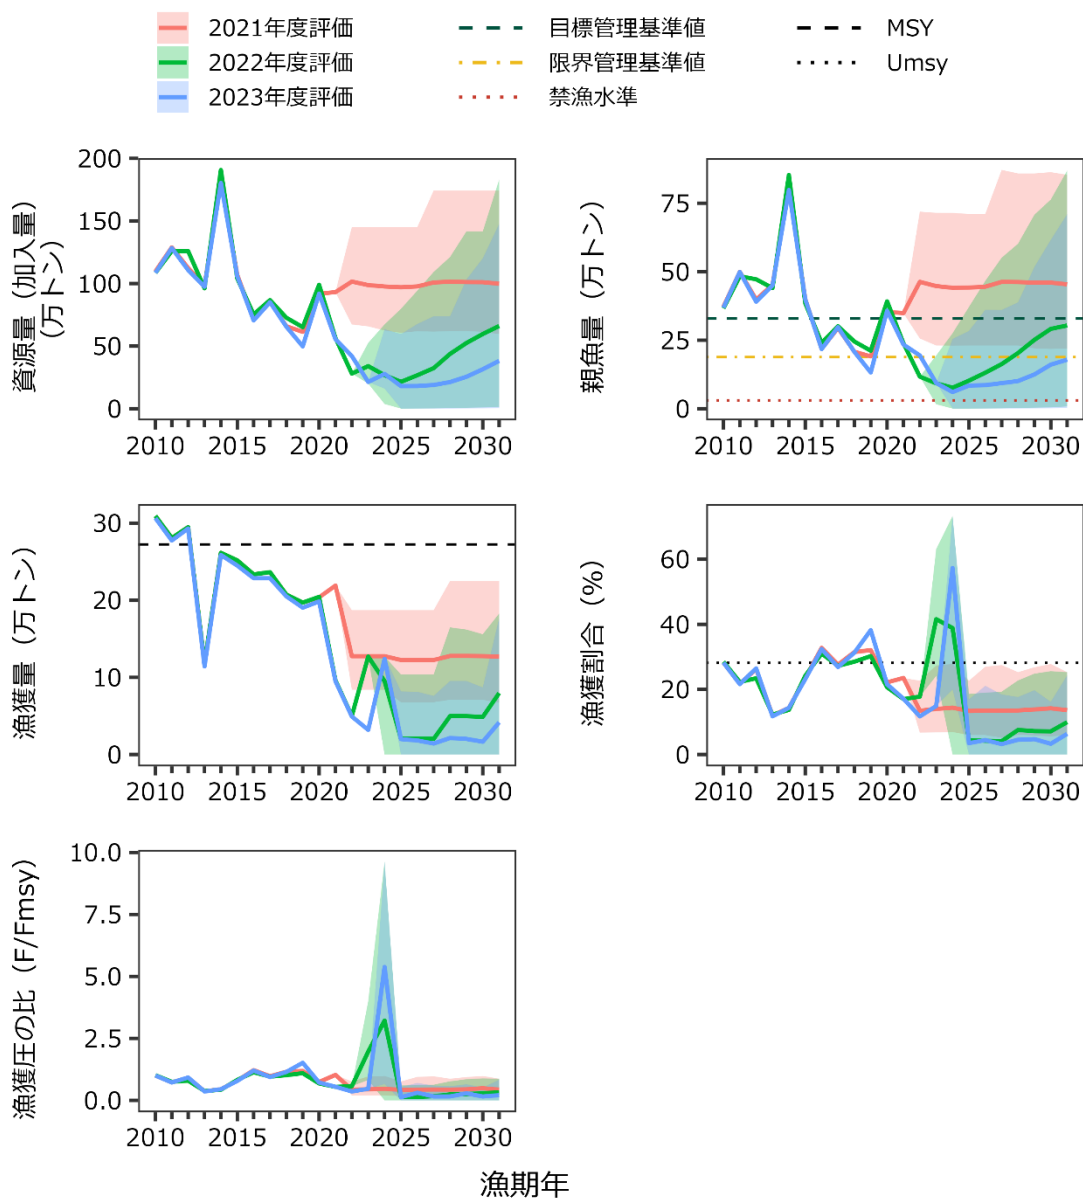 2021年度評価
2022年度評価
2023年度評価
目標管理基準値
限界管理基準値
禁漁水準
MSY
Umsy
資源量（加入量）
（万トン）
200
150
100
50
0
2010 2015 2020 2025 2030
親魚量（万トン）
75
50
25
0
2010 2015 2020 2025 2030
漁獲量（万トン）
30
20
10
0
2010 2015 2020 2025 2030
漁獲割合（%）
60
40
20
0
2010 2015 2020 2025 2030
漁獲圧の比（F/Fmsy）
10.0
7.5
5.0
2.5
0.0
2010 2015 2020 2025 2030
漁期年